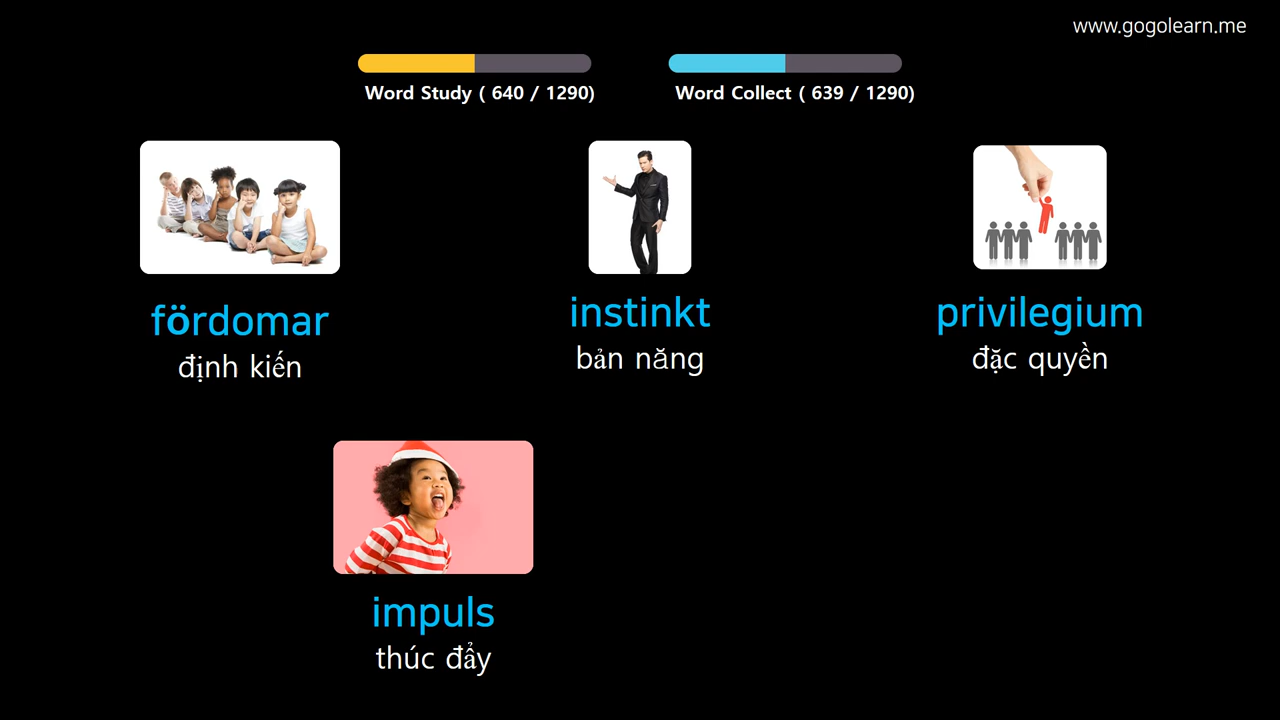 www.gogolearn.me
Word Study ( 640 / 1290)
Word Collect ( 639 / 1290)
fördomar
định kiến
instinkt
bản năng
privilegium
đặc quyền
impuls
thúc đẩy